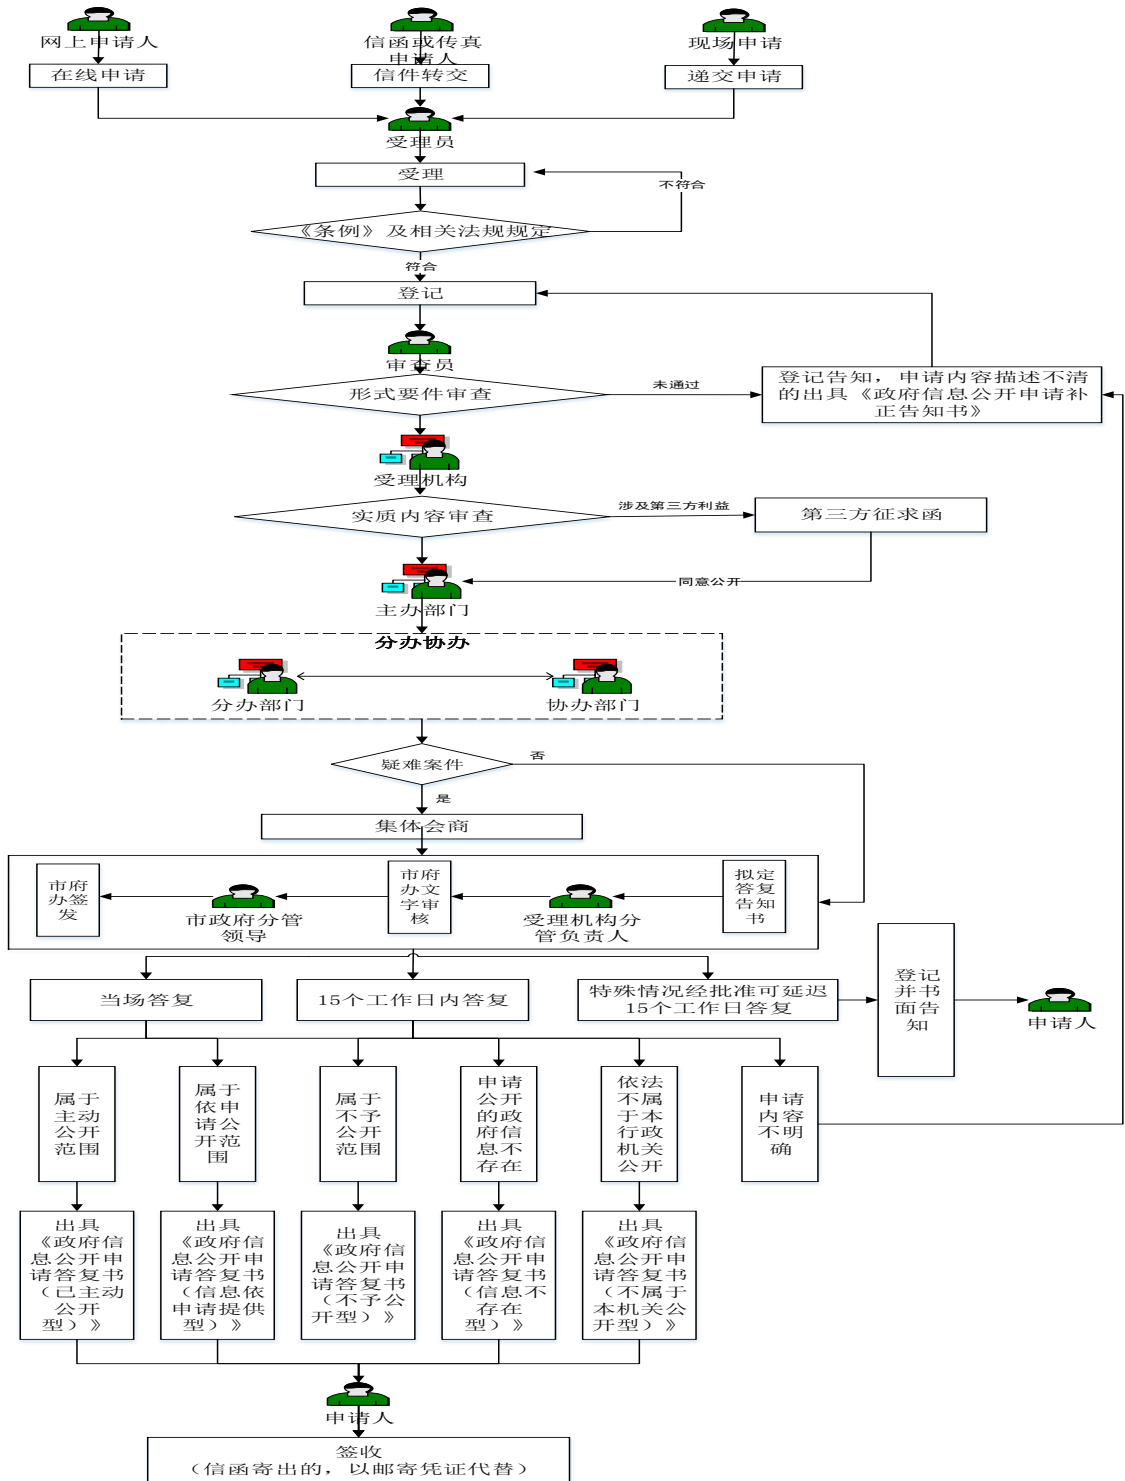 网上申请人
信函或传真
申请人
现场申请
在线申请
信件转交
递交申请
受理员
受理
不符合
《条例》及相关法规规定
符合
登记
审查员
形式要件审查
未通过
登记告知，申请内容描述不清
的出具《政府信息公开申请补
正告知书》
受理机构
实质内容审查
涉及第三方利益
第三方征求函
同意公开
主办部门
分办协办
分办部门
协办部门
疑难案件
否
是
集体会商
市府
办签
发
市政府分管
领导
市府
办文
字审
核
受理机构分
管负责人
拟定
答复
告知
书
当场答复
15个工作日内答复
特殊情况经批准可延迟
15个工作日答复
登记
并书
面告
知
申请人
属于
主动
公开
范围
属于
依申
请公
开范
围
属于
不予
公开
范围
申请
公开
的政
府信
息不
存在
依法
不属
于本
行政
机关
公开
申请
内容
不明
确
出具
《政府信
息公开申
请答复书
（已主动
公开
型）》
出具
《政府信
息公开申
请答复书
（信息依
申请提供
型）》
出具
《政府信
息公开申
请答复书
（不予公
开型）》
出具
《政府信
息公开申
请答复书
（信息不
存在
型）》
出具
《政府信
息公开申
请答复书
（不属于
本机关公
开型）》
申请人
签收
（信函寄出的，以邮寄凭证代替）